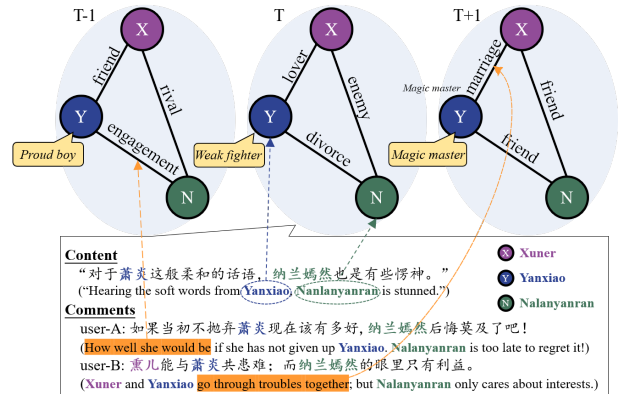 T-1
T
T+1
X
X
X
friend
rival
lover
enemy
marriage
friend
Magic master
Y
Y
Y
engagement
divorce
friend
Proud boy
Weak fighter
Magic master
N
N
N
Content
“对于萧炎这般柔和的话语，纳兰嫣然也是有些愣神。”
(“Hearing the soft words from Yanxiao, Nanlanyanran is stunned.”)
X Xuner
Y Yanxiao
N Nalanyanran
Comments
user-A: 如果当初不抛弃萧炎现在该有多好,纳兰嫣然后悔莫及了吧！
(How well she would be if she has not given up Yanxiao. Nalanyanran is too late to regret it!)
user-B: 熏儿能与萧炎共患难；而纳兰嫣然的眼里只有利益。
(Xuner and Yanxiao go through troubles together; but Nalanyanran only cares about interests.)